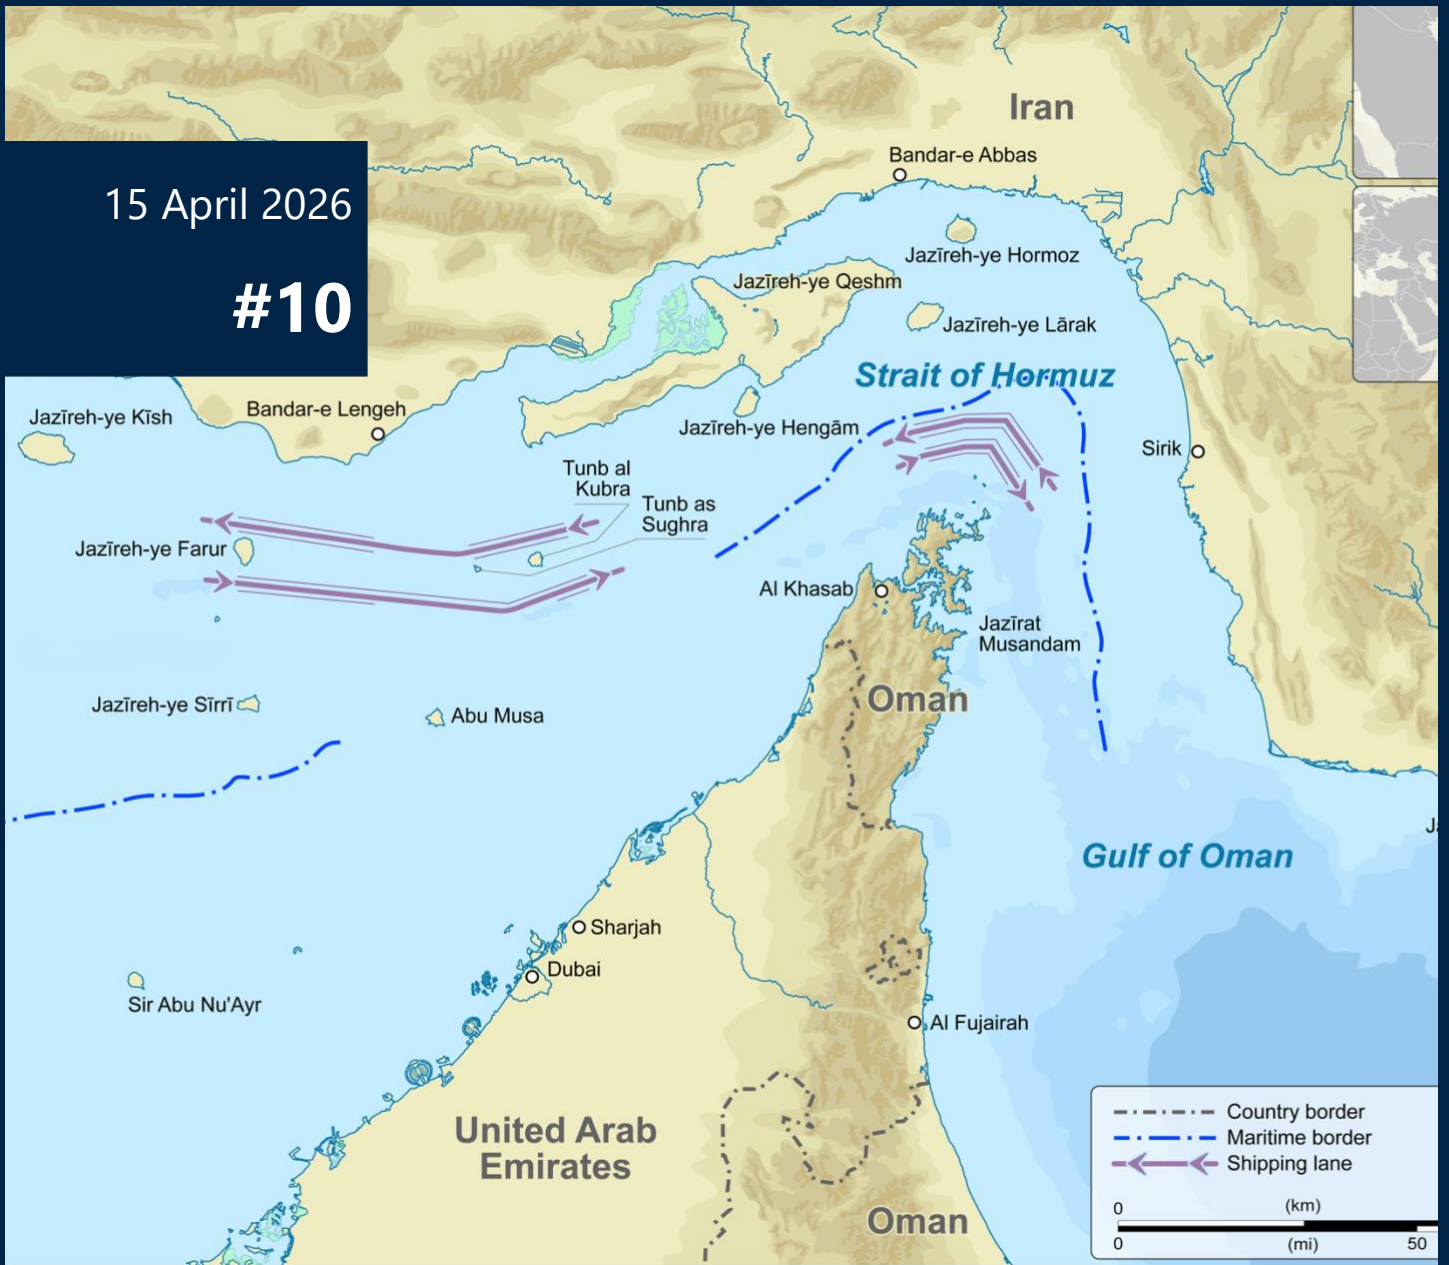 Iran
Bandar-e Abbas
15 April 2026
#10
Jazīreh-ye Hormoz
Jazīreh-ye Qeshm
Jazīreh-ye Lārak
Strait of Hormuz
Jazīreh-ye Kīsh
Bandar-e Lengeh
Jazīreh-ye Hengām
Sirik
Tunb al
Kubra
Tunb as
Sughra
Jazīreh-ye Farur
Al Khasab
Jazīrat
Musandam
Oman
Jazīreh-ye Sīrrī
Abu Musa
Gulf of Oman
Sharjah
Dubai
Sir Abu Nu'Ayr
Al Fujairah
United Arab
Emirates
Oman
Country border
Maritime border
Shipping lane
0 (km)
0 (mi) 50